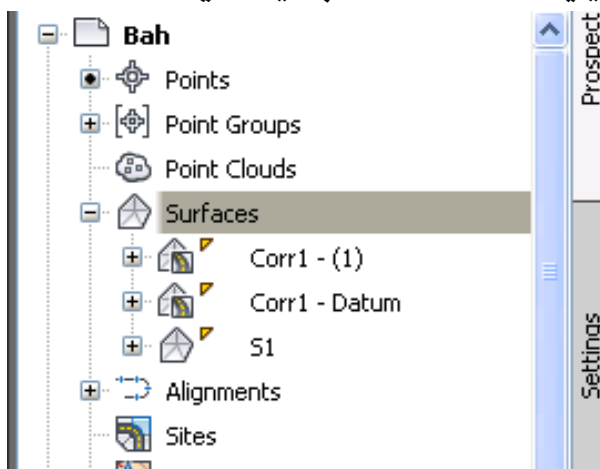 Bah
Points
Point Groups
Point Clouds
Surfaces
Corr1 - (1)
Corr1 - Datum
S1
Alignments
Sites
Prospect
Settings